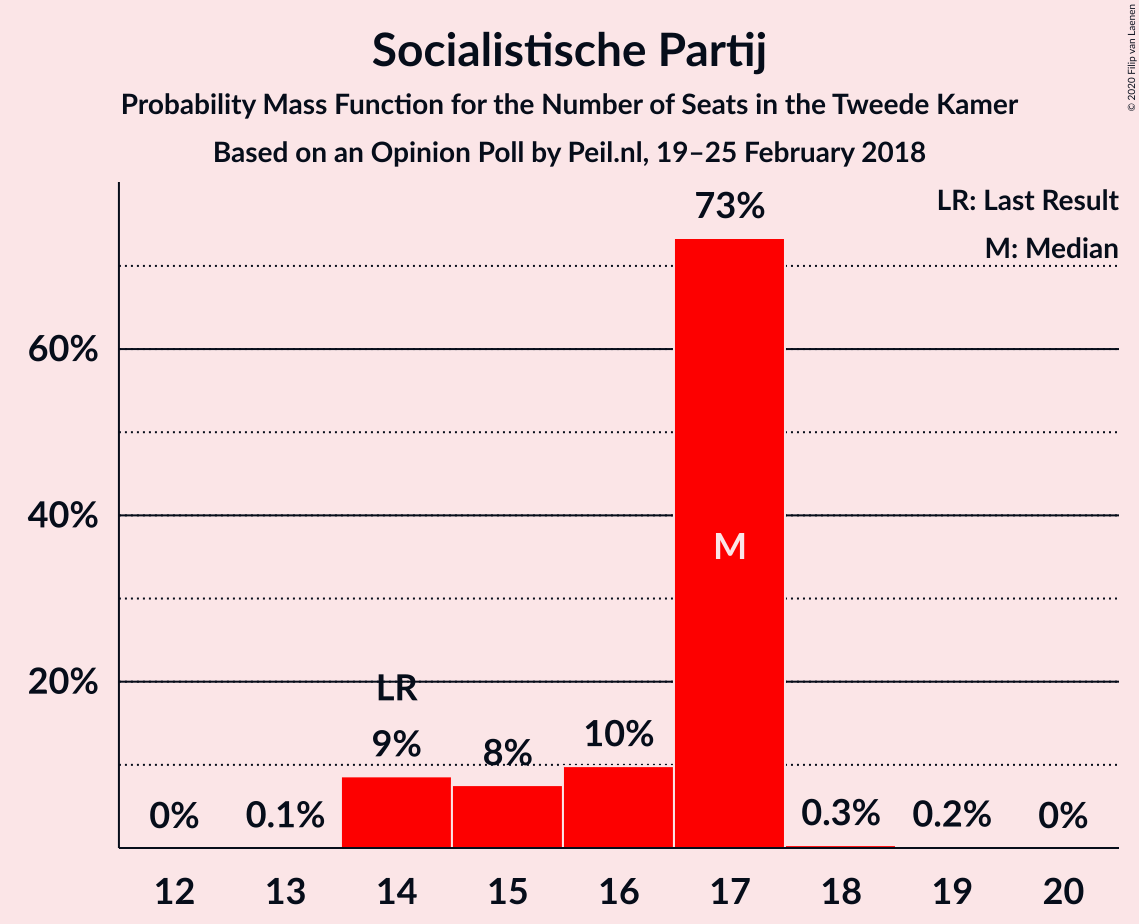 Socialistische Partij
Probability Mass Function for the Number of Seats in the Tweede Kamer
Based on an Opinion Poll by Peil.nl, 19–25 February 2018
© 2020 Filip van Laenen
LR: Last Result
M: Median
73%
60%
40%
20%
M
LR
0%
0.1%
9%
8%
10%
0.3%
0.2%
0%
12 13 14 15 16 17 18 19 20